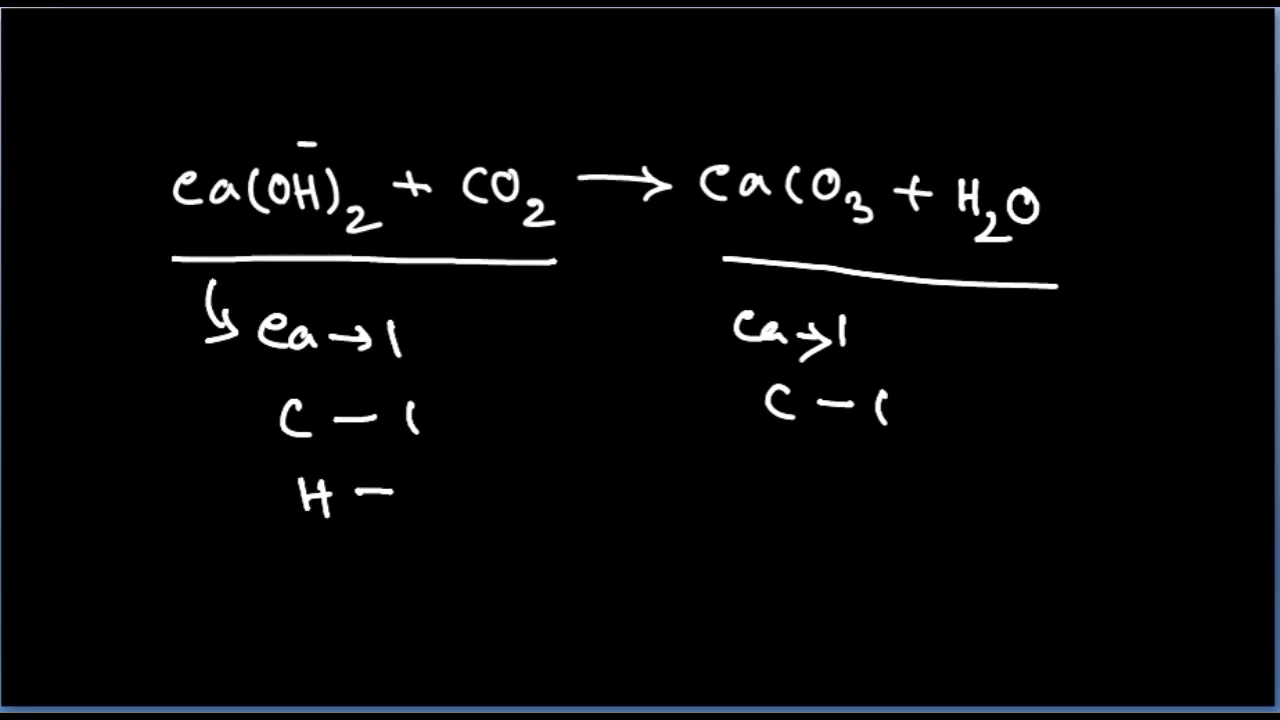 Ca(OH)₂ + CO₂ → CaCO₃ + H₂O
Ca → 1
Ca → 1
C – 1
C – 1
H –